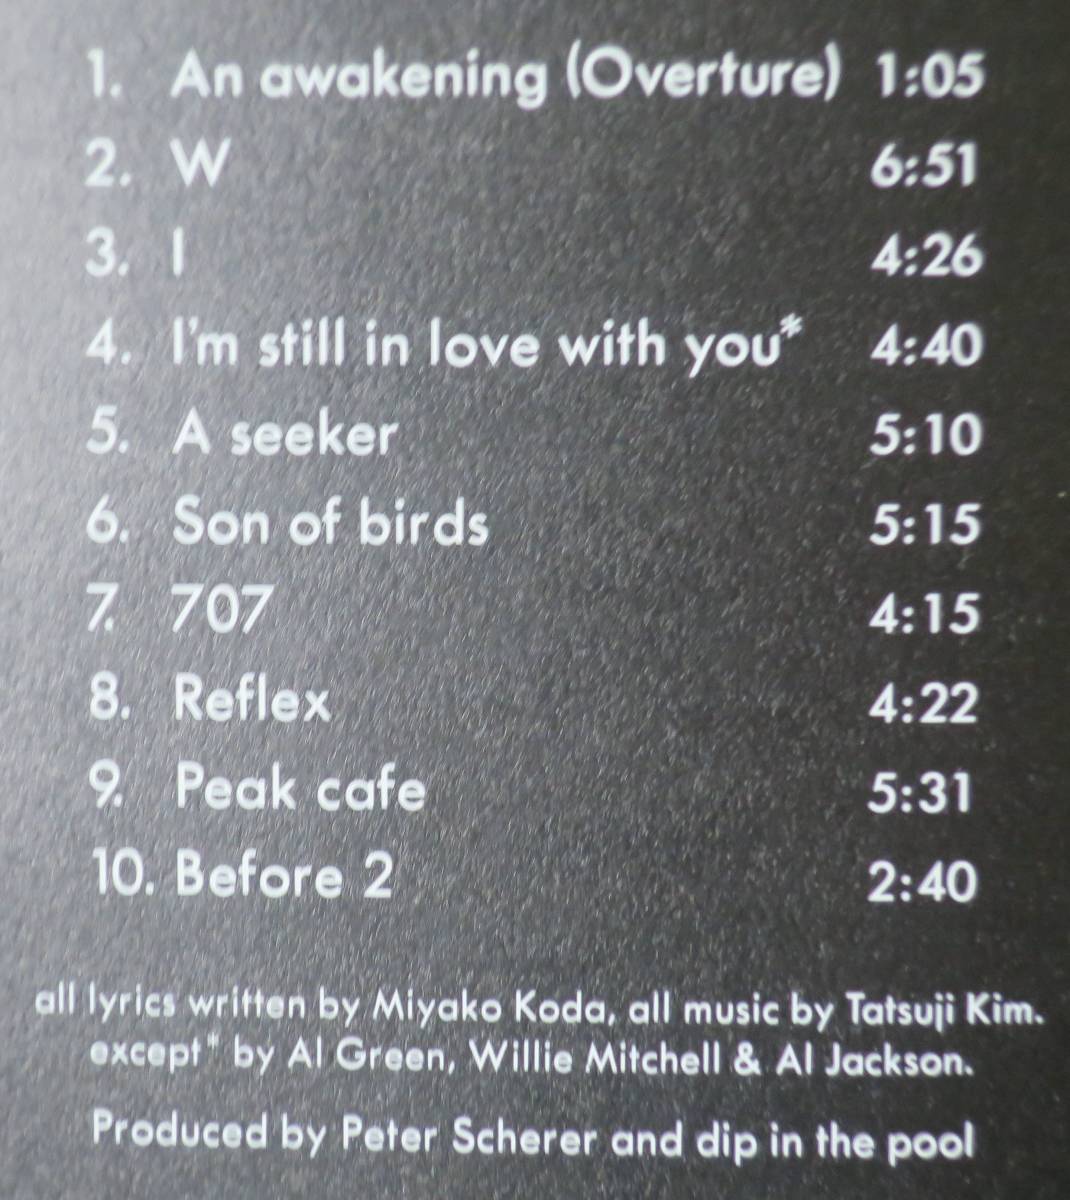 1. An awakening (Overture) 1:05
2. W 6:51
3. I 4:26
4. I'm still in love with you* 4:40
5. A seeker 5:10
6. Son of birds 5:15
7. 707 4:15
8. Reflex 4:22
9. Peak cafe 5:31
10. Before 2 2:40
all lyrics written by Miyako Koda, all music by Tatsuji Kim.
except* by Al Green, Willie Mitchell & Al Jackson.
Produced by Peter Scherer and dip in the pool